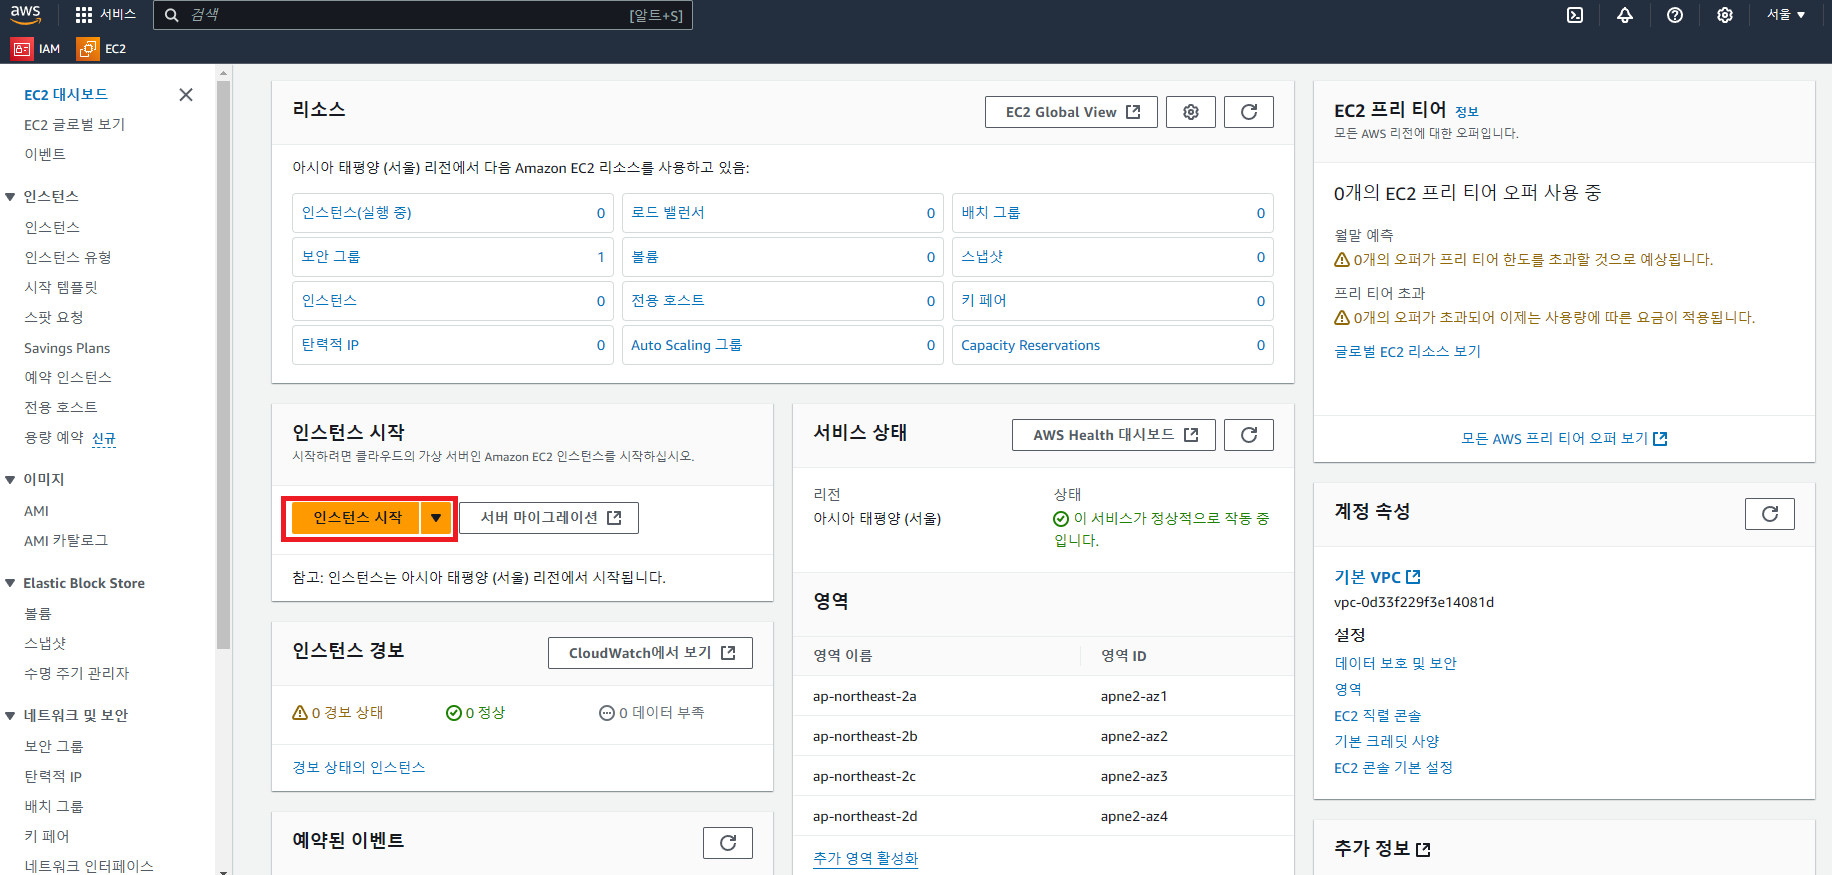 aws
서비스
검색
[알트+S]
서울
IAM
EC2
EC2 대시보드
EC2 글로벌 보기
이벤트
인스턴스
인스턴스
인스턴스 유형
시작 템플릿
스팟 요청
Savings Plans
예약 인스턴스
전용 호스트
용량 예약 신규
이미지
AMI
AMI 카탈로그
Elastic Block Store
볼륨
스냅샷
수명 주기 관리자
네트워크 및 보안
보안 그룹
탄력적 IP
배치 그룹
키 페어
네트워크 인터페이스
리소스
EC2 Global View
아시아 태평양 (서울) 리전에서 다음 Amazon EC2 리소스를 사용하고 있음:
인스턴스(실행 중) 0
로드 밸런서 0
배치 그룹 0
보안 그룹 1
볼륨 0
스냅샷 0
인스턴스 0
전용 호스트 0
키 페어 0
탄력적 IP 0
Auto Scaling 그룹 0
Capacity Reservations 0
인스턴스 시작
시작하려면 클라우드의 가상 서버인 Amazon EC2 인스턴스를 시작하십시오.
인스턴스 시작
서버 마이그레이션
참고: 인스턴스는 아시아 태평양 (서울) 리전에서 시작됩니다.
인스턴스 경보
CloudWatch에서 보기
0 경보 상태
0 정상
0 데이터 부족
경보 상태의 인스턴스
예약된 이벤트
서비스 상태
AWS Health 대시보드
리전
아시아 태평양 (서울)
상태
이 서비스가 정상적으로 작동 중
입니다.
영역
영역 이름 영역 ID
ap-northeast-2a apne2-az1
ap-northeast-2b apne2-az2
ap-northeast-2c apne2-az3
ap-northeast-2d apne2-az4
추가 영역 활성화
EC2 프리 티어 정보
모든 AWS 리전에 대한 오퍼입니다.
0개의 EC2 프리 티어 오퍼 사용 중
월말 예측
0개의 오퍼가 프리 티어 한도를 초과할 것으로 예상됩니다.
프리 티어 초과
0개의 오퍼가 초과되어 이제는 사용량에 따른 요금이 적용됩니다.
글로벌 EC2 리소스 보기
모든 AWS 프리 티어 오퍼 보기
계정 속성
기본 VPC
vpc-0d33f229f3e14081d
설정
데이터 보호 및 보안
영역
EC2 직렬 콘솔
기본 크레딧 사양
EC2 콘솔 기본 설정
추가 정보